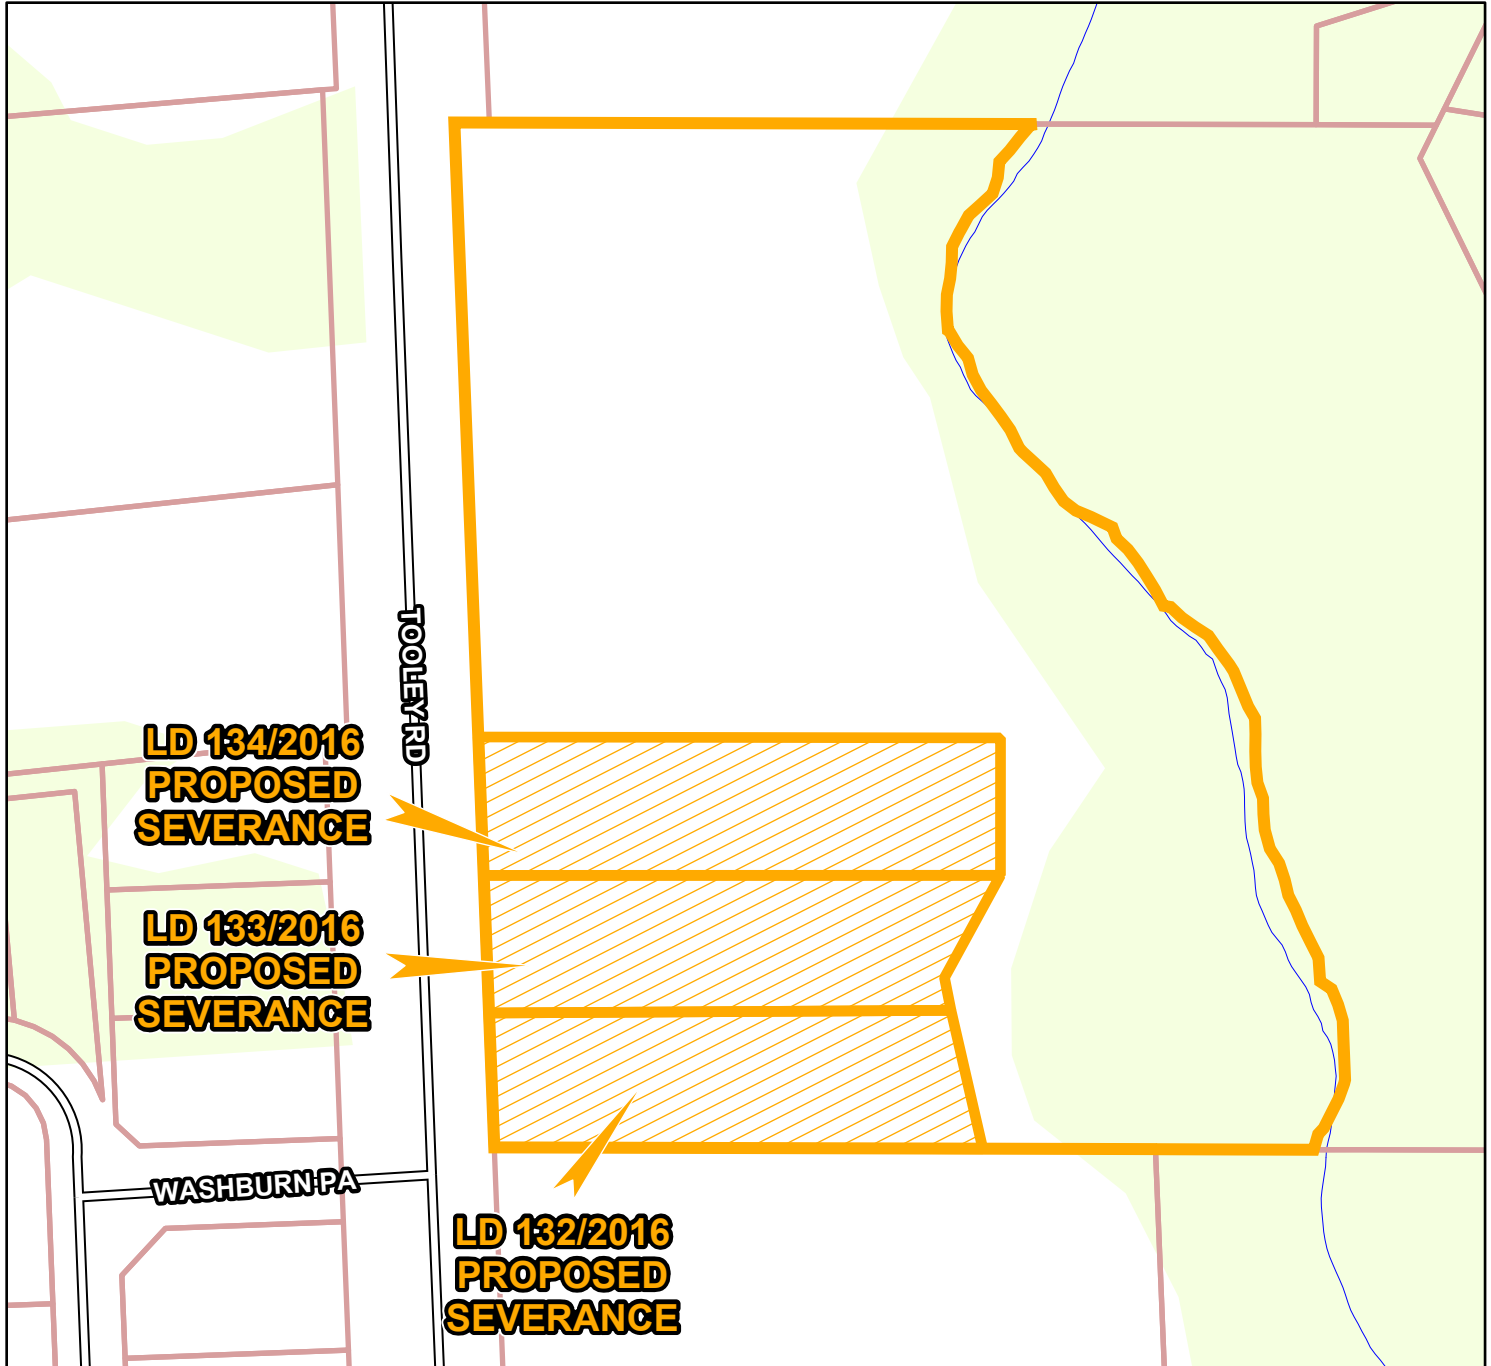 TOOLEY RD
LD 134/2016
PROPOSED
SEVERANCE
LD 133/2016
PROPOSED
SEVERANCE
WASHBURN PA
LD 132/2016
PROPOSED
SEVERANCE